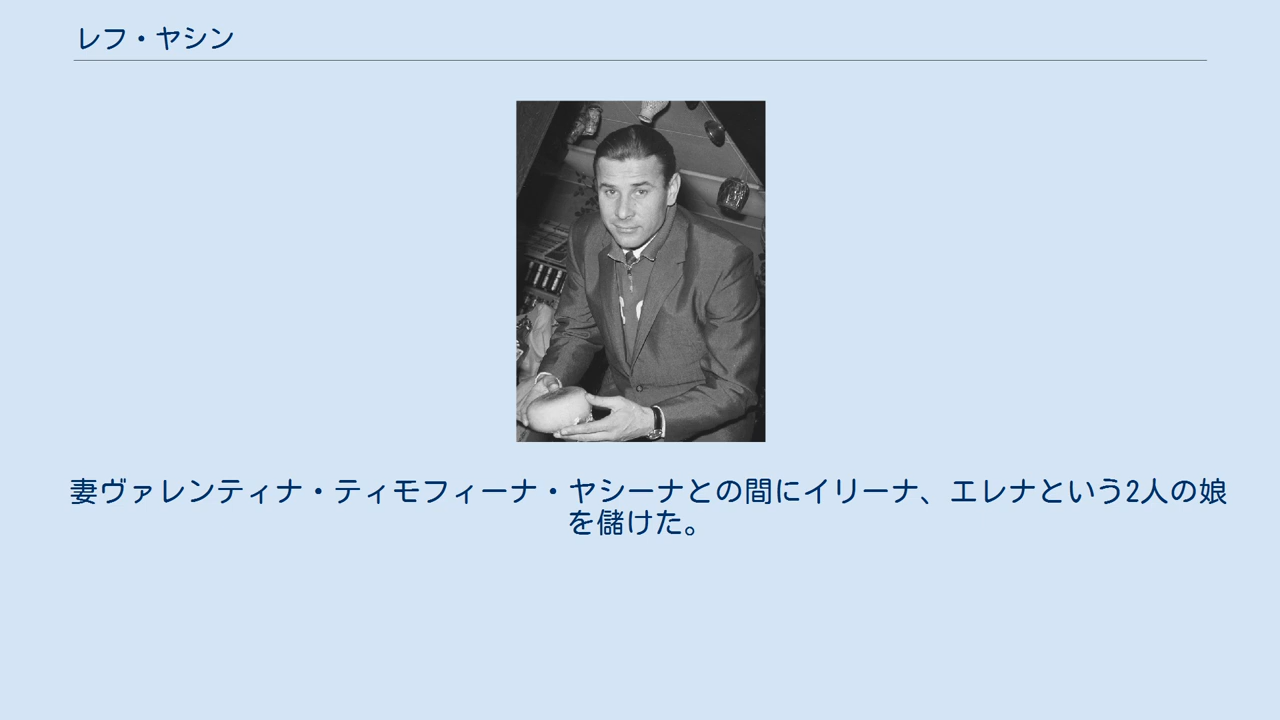 レフ・ヤシン
妻ヴァレンティナ・ティモフィーナ・ヤシーナとの間にイリーナ、エレナという2人の娘
を儲けた。